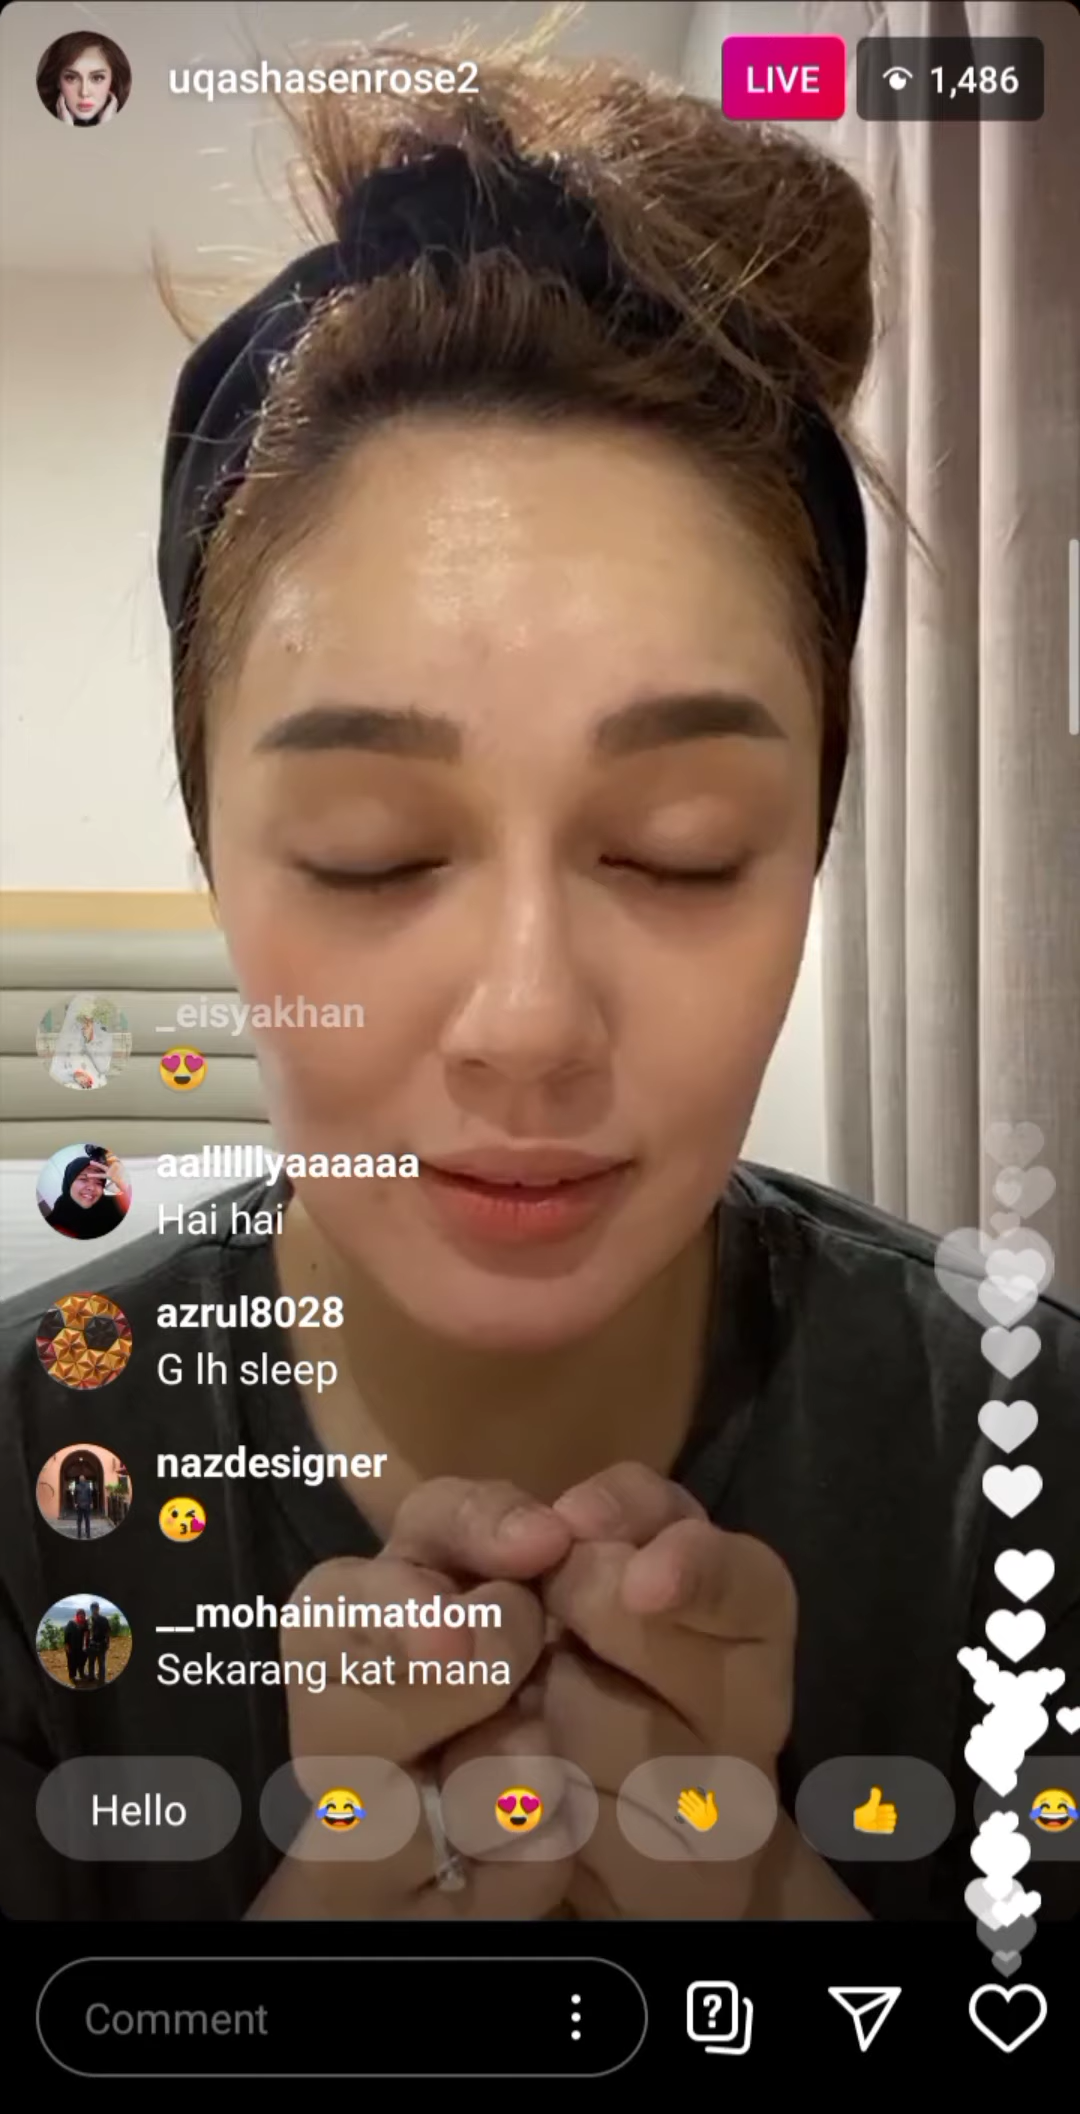 uqashasenrose2
LIVE
1,486
_eisyakhan
😍
aallllllyaaaaaa
Hai hai
azrul8028
G lh sleep
nazdesigner
😘
__mohainimatdom
Sekarang kat mana
Hello 😂 😍 👏 👍 😂
Comment